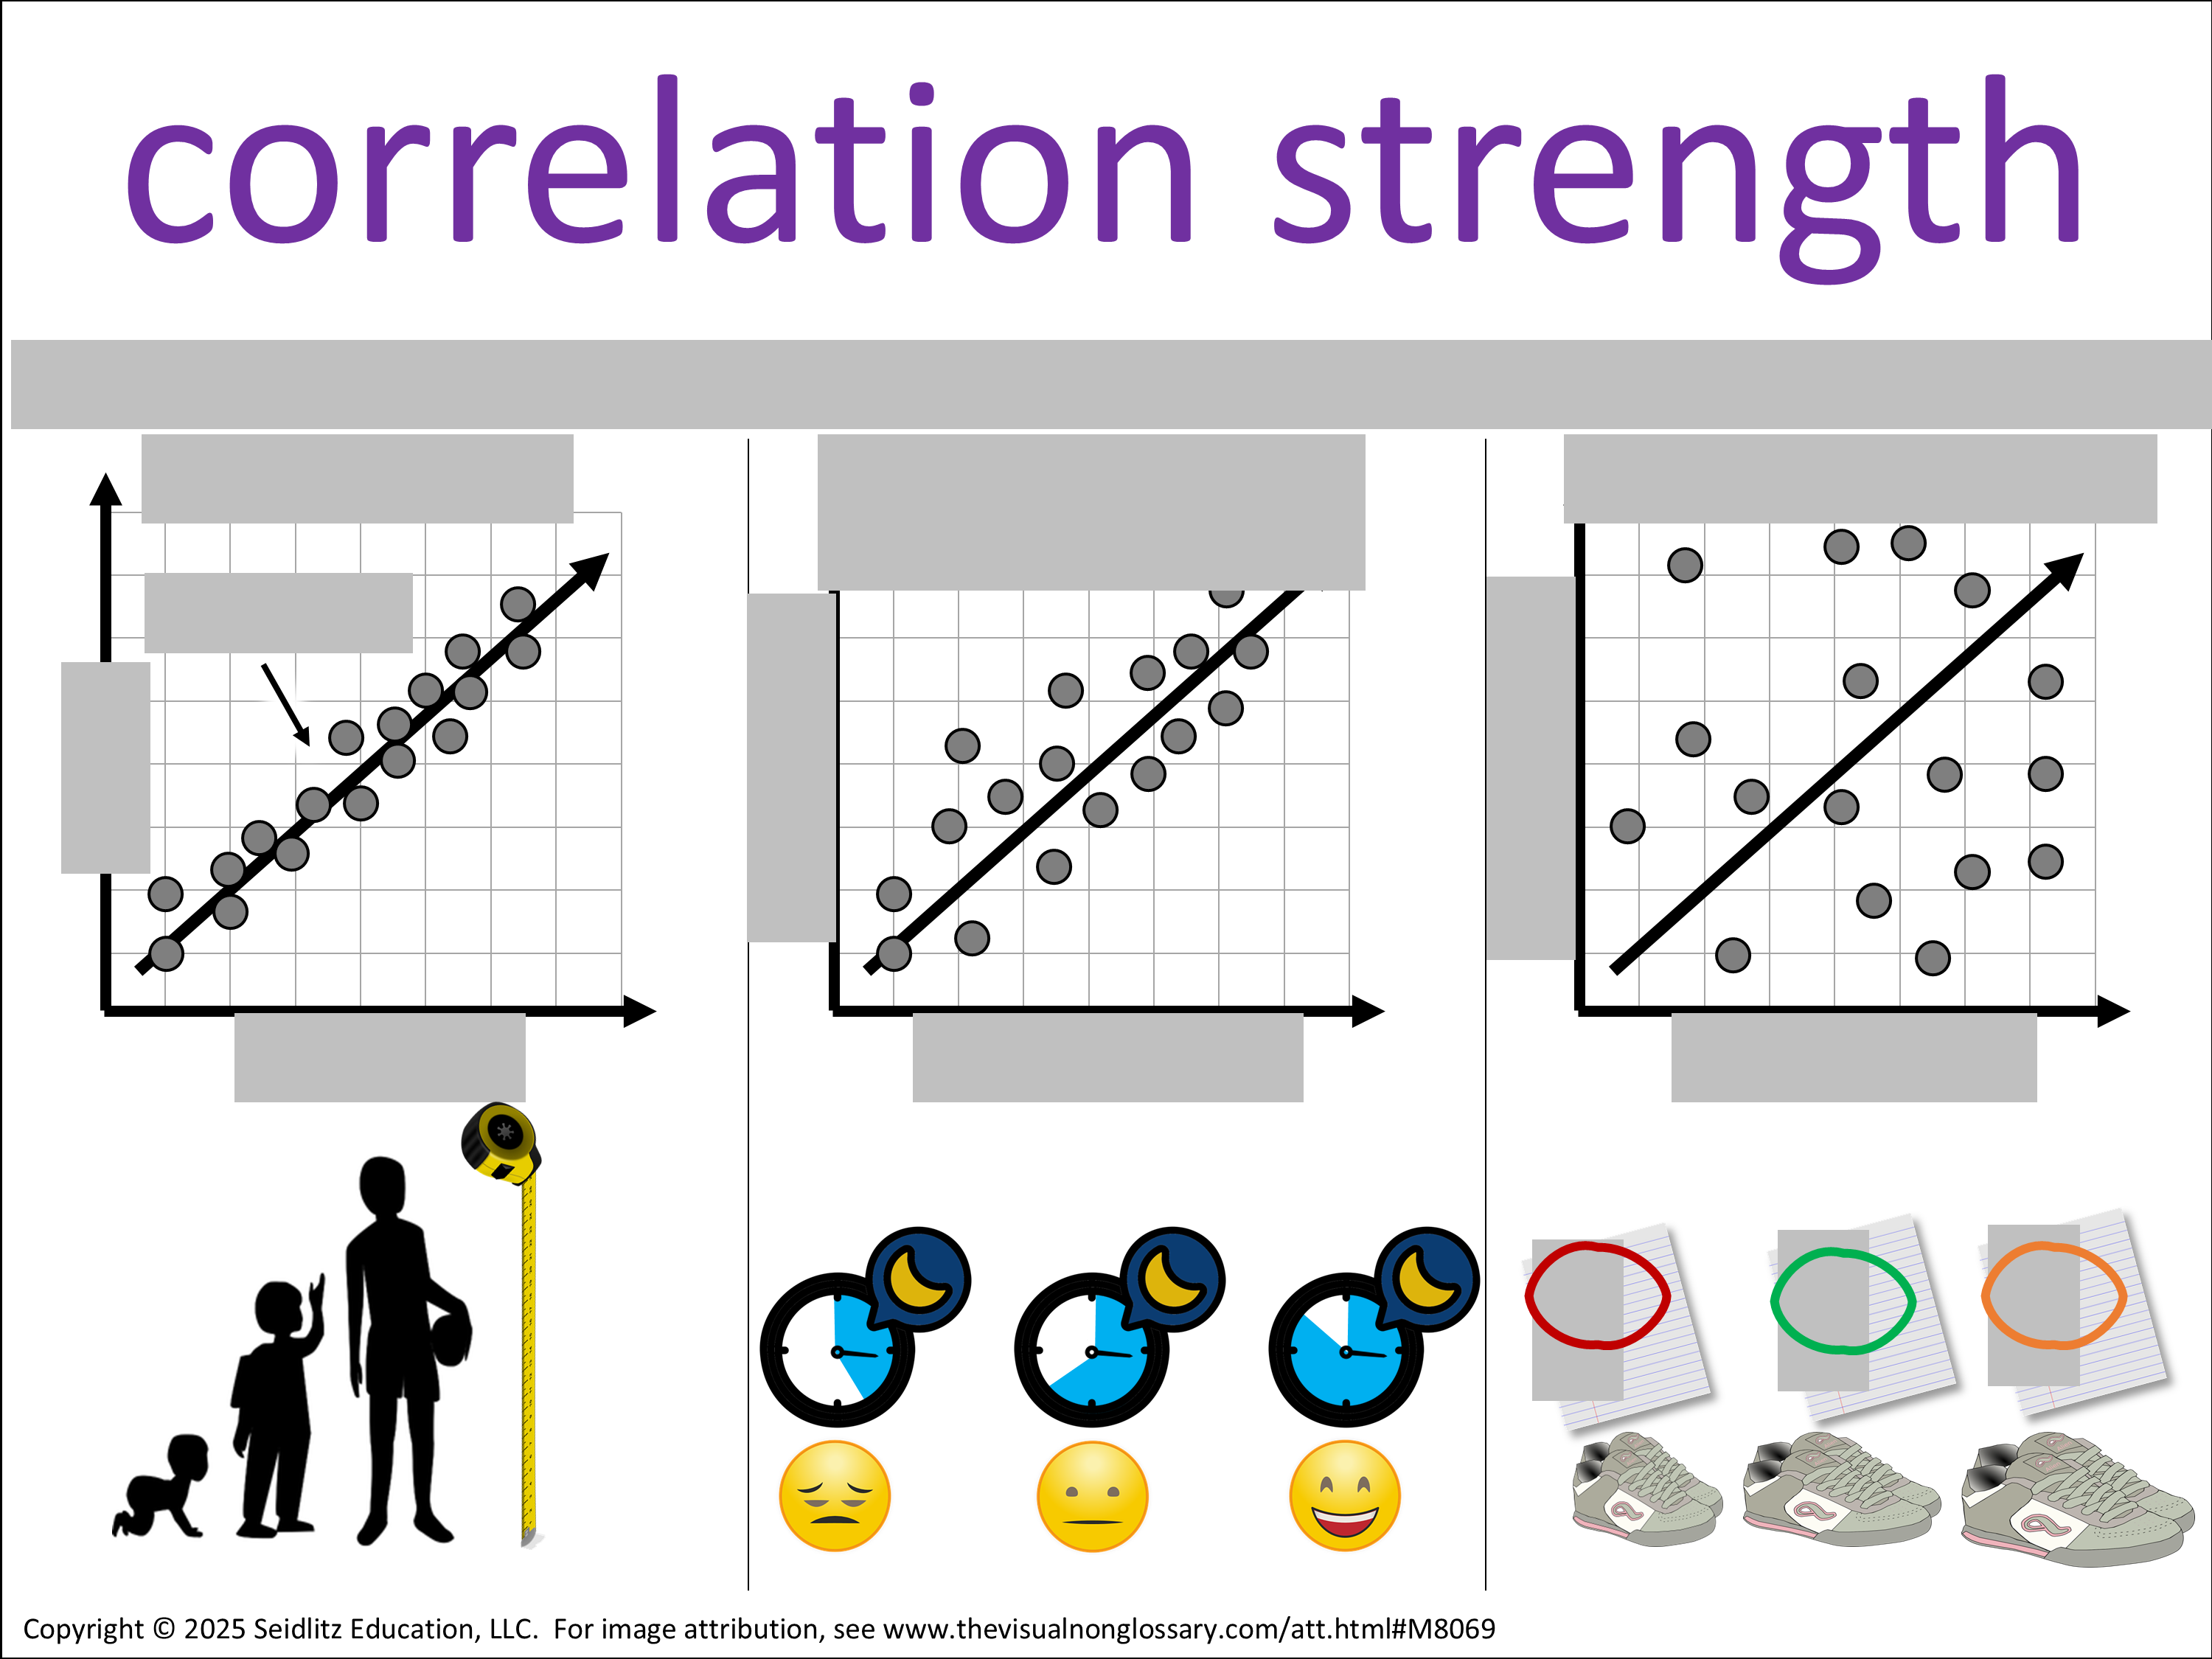 correlation strength
Copyright © 2025 Seidlitz Education, LLC.  For image attribution, see www.thevisualnonglossary.com/att.html#M8069